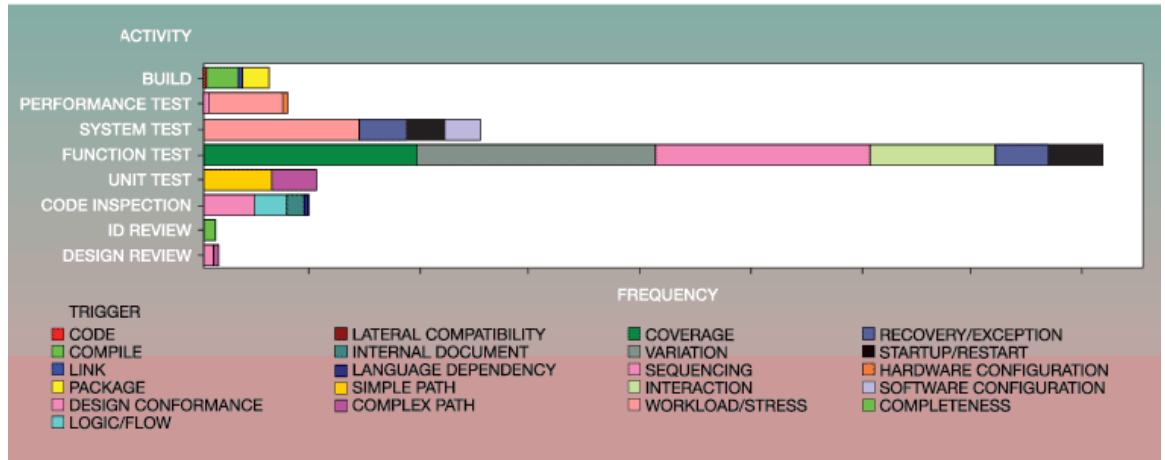 ACTIVITY
BUILD
PERFORMANCE TEST
SYSTEM TEST
FUNCTION TEST
UNIT TEST
CODE INSPECTION
ID REVIEW
DESIGN REVIEW
FREQUENCY
TRIGGER
CODE
COMPILE
LINK
PACKAGE
DESIGN CONFORMANCE
LOGIC/FLOW
LATERAL COMPATIBILITY
INTERNAL DOCUMENT
LANGUAGE DEPENDENCY
SIMPLE PATH
COMPLEX PATH
COVERAGE
VARIATION
SEQUENCING
INTERACTION
WORKLOAD/STRESS
RECOVERY/EXCEPTION
STARTUP/RESTART
HARDWARE CONFIGURATION
SOFTWARE CONFIGURATION
COMPLETENESS